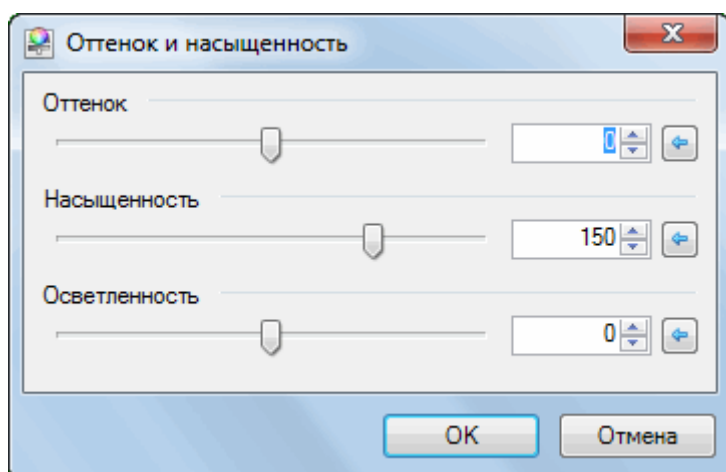 Оттенок и насыщенность
Оттенок
0
Насыщенность
150
Осветленность
0
OK
Отмена